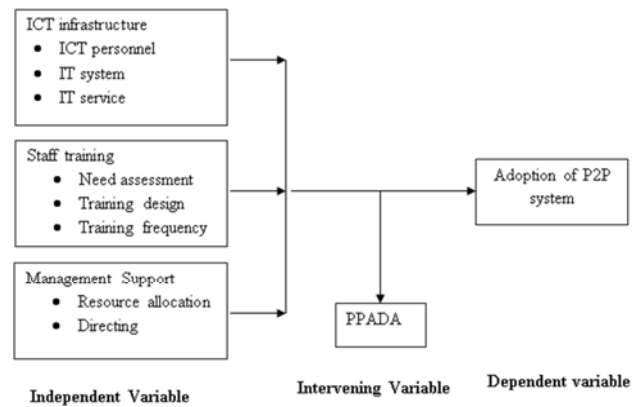 ICT infrastructure
● ICT personnel
● IT system
● IT service
Staff training
● Need assessment
● Training design
● Training frequency
Management Support
● Resource allocation
● Directing
Adoption of P2P
system
PPADA
Independent Variable
Intervening Variable
Dependent variable